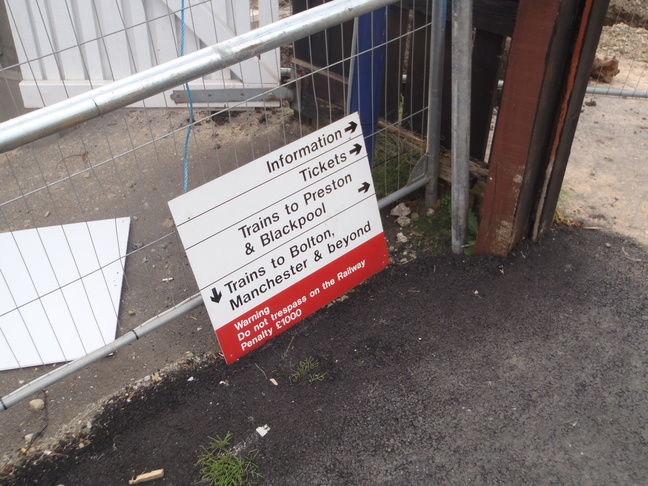 Information →
Tickets →
Trains to Preston →
& Blackpool
Trains to Bolton,
↓ Manchester & beyond
Warning
Do not trespass on the Railway
Penalty £1000